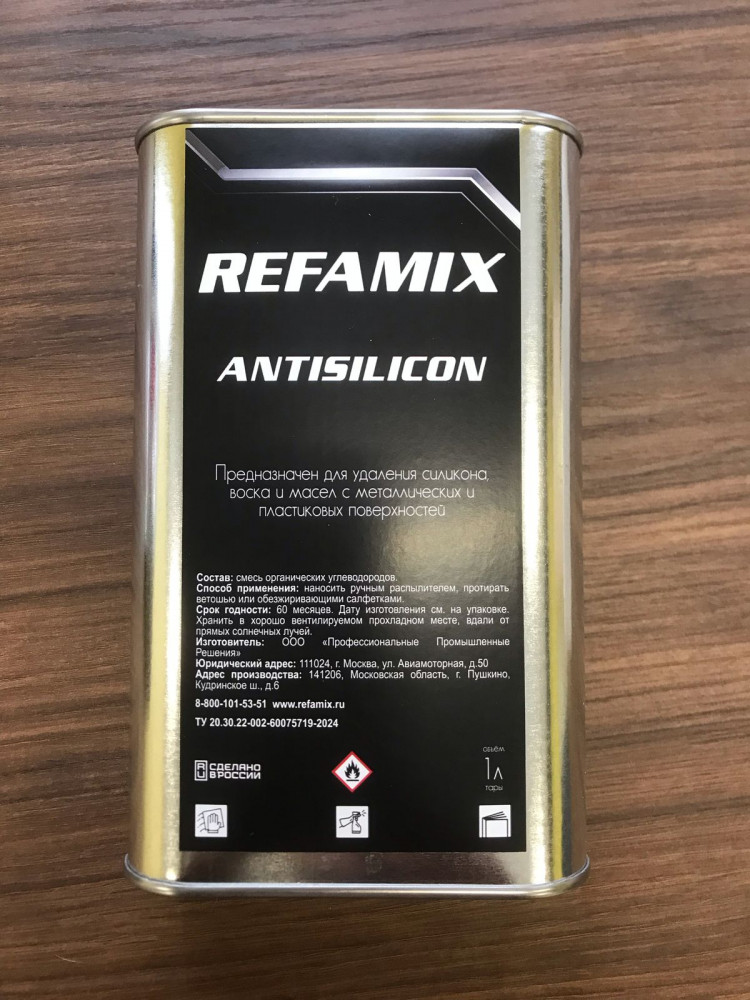 REFAMIX
ANTISILICON
Предназначен для удаления силикона,
воска и масел с металлических и
пластиковых поверхностей
Состав: смесь органических углеводородов.
Способ применения: наносить ручным распылителем, протирать
ветошью или обезжиривающими салфетками.
Срок годности: 60 месяцев. Дату изготовления см. на упаковке.
Хранить в хорошо вентилируемом прохладном месте, вдали от
прямых солнечных лучей.
Изготовитель: ООО «Профессиональные Промышленные
Решения»
Юридический адрес: 111024, г. Москва, ул. Авиамоторная, д.50
Адрес производства: 141206, Московская область, г. Пушкино,
Кудринское ш., д.6
8-800-101-53-51 www.refamix.ru
ТУ 20.30.22-002-60075719-2024
СДЕЛАНО
В РОССИИ
объём
1 л
тары